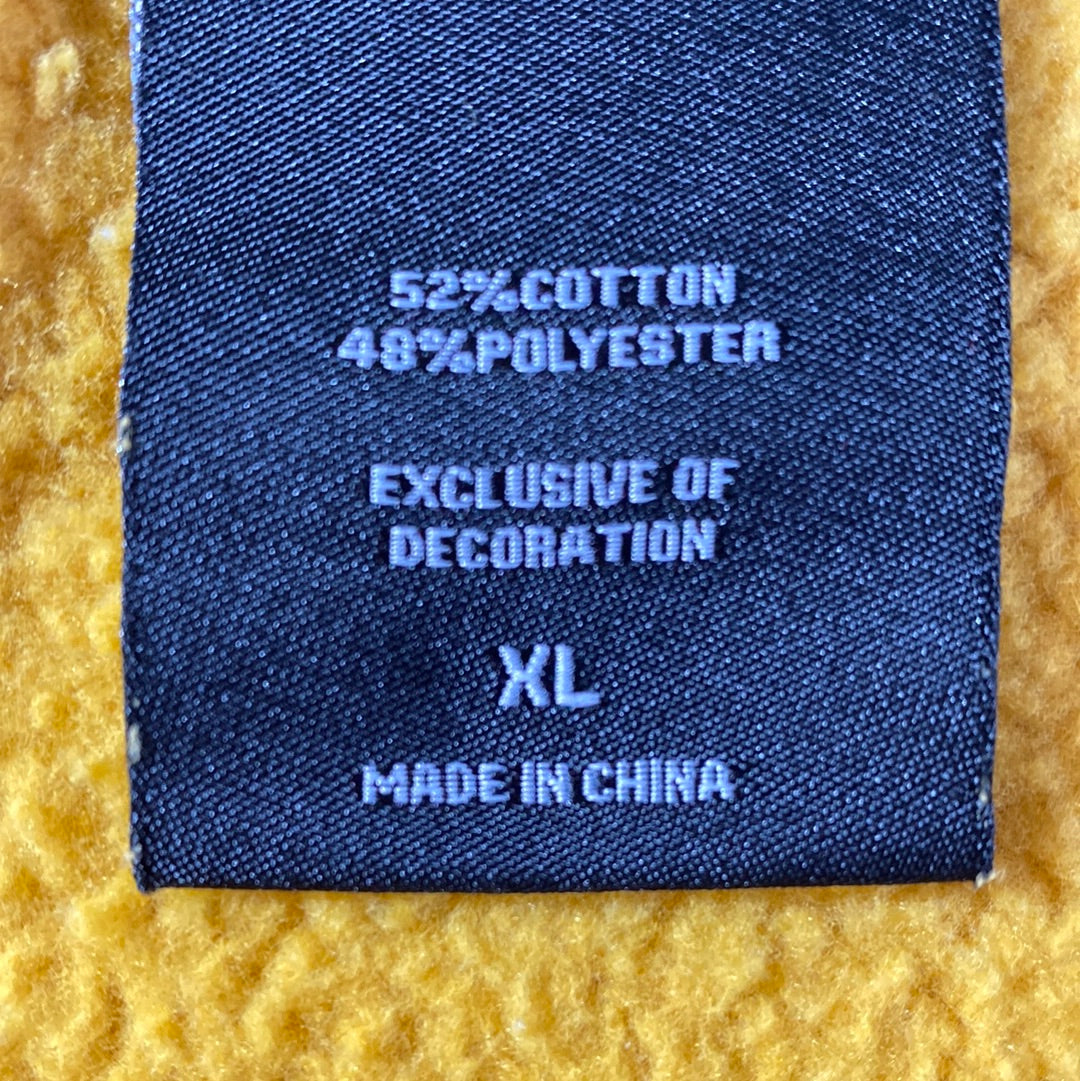 52%COTTON
48%POLYESTER
EXCLUSIVE OF
DECORATION
XL
MADE IN CHINA